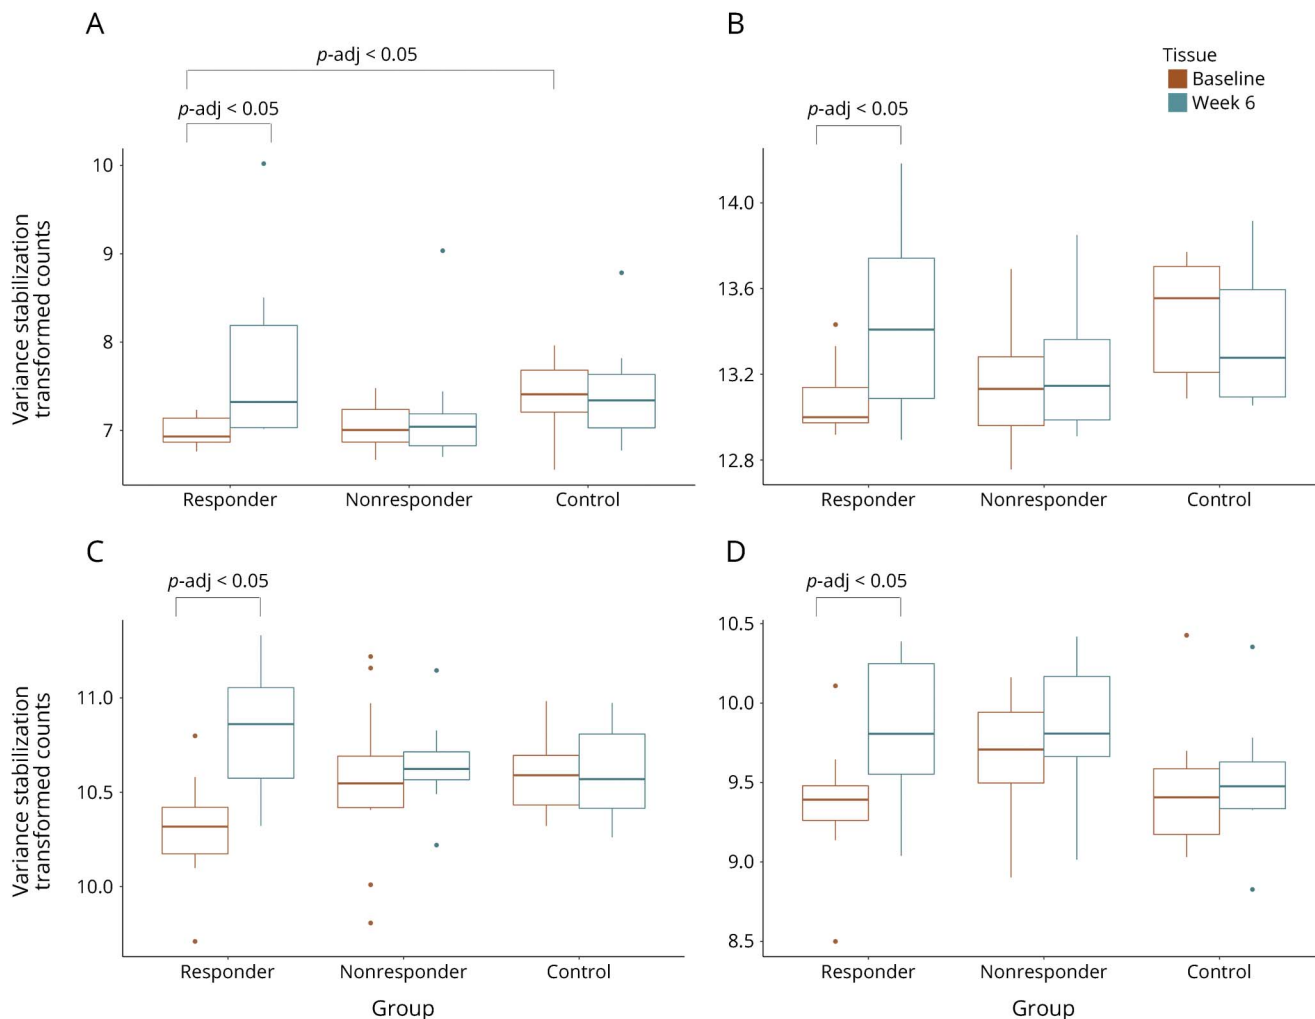 A
p-adj < 0.05
p-adj < 0.05
Variance stabilization
transformed counts
10
9
8
7
Responder
Nonresponder
Control
B
Tissue
Baseline
Week 6
p-adj < 0.05
14.0
13.6
13.2
12.8
Responder
Nonresponder
Control
C
p-adj < 0.05
Variance stabilization
transformed counts
11.0
10.5
10.0
Responder
Nonresponder
Control
Group
D
p-adj < 0.05
10.5
10.0
9.5
9.0
8.5
Responder
Nonresponder
Control
Group